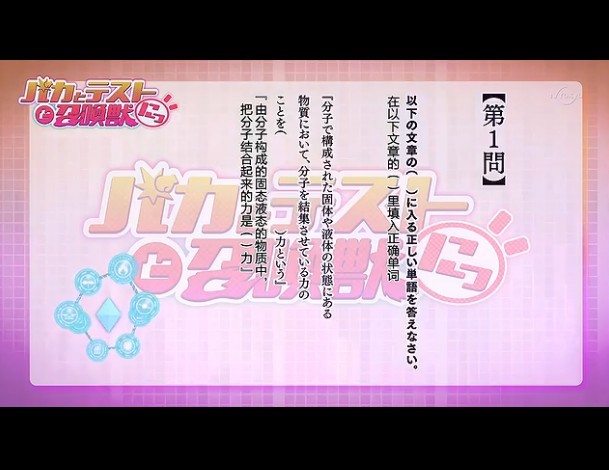 バカとテスト
と召喚獣にっ
【第1問】
以下の文章の( )に入る正しい単語を答えなさい。
在以下文章的( )里填入正确单词
『分子で構成された固体や液体の状態にある
物質において、分子を結集させている力の
ことを( )力という』
『由分子构成的固态液态的物质中,
把分子结合起来的力是( )力』
バカとテスト
と召喚獣にっ